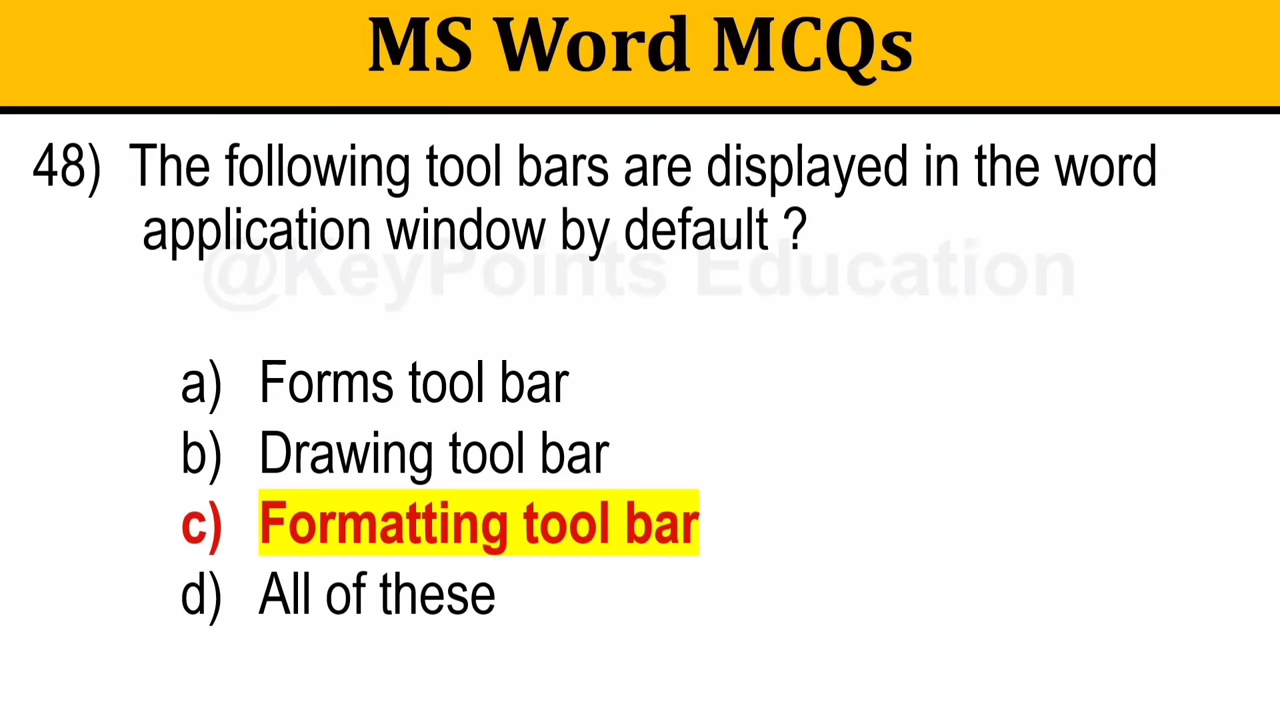 MS Word MCQs
48) The following tool bars are displayed in the word
application window by default ?
@KeyPoints Education
a) Forms tool bar
b) Drawing tool bar
c) Formatting tool bar
d) All of these